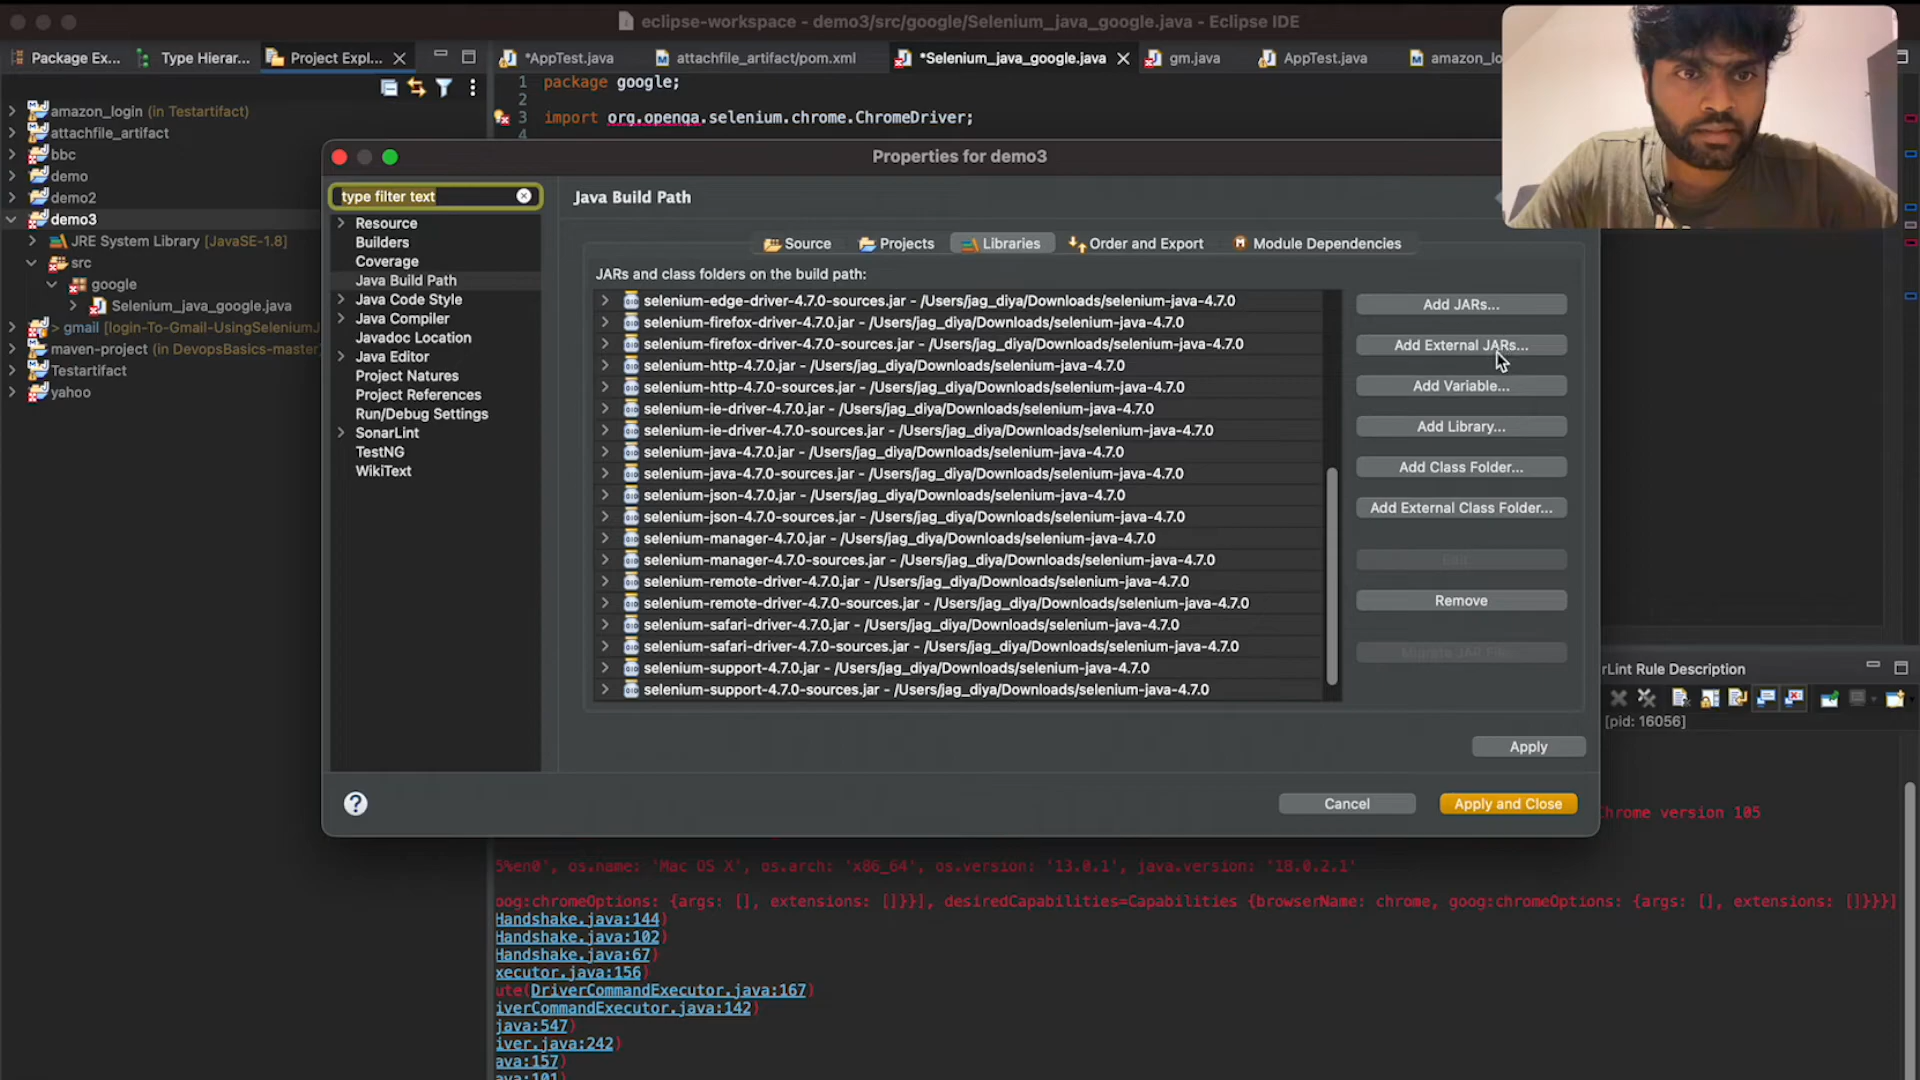 eclipse-workspace - demo3/src/google/Selenium_java_google.java - Eclipse IDE
Package Ex... Type Hierar... Project Expl...
*AppTest.java attachfile_artifact/pom.xml *Selenium_java_google.java gm.java AppTest.java amazon_lo
1 package google;
2
3 import org.openqa.selenium.chrome.ChromeDriver;
4
amazon_login (in Testartifact)
attachfile_artifact
bbc
demo
demo2
demo3
JRE System Library [JavaSE-1.8]
src
google
Selenium_java_google.java
> gmail [login-To-Gmail-UsingSeleniumJ
maven-project (in DevopsBasics-master)
Testartifact
yahoo
Properties for demo3
type filter text
Resource
Builders
Coverage
Java Build Path
Java Code Style
Java Compiler
Javadoc Location
Java Editor
Project Natures
Project References
Run/Debug Settings
SonarLint
TestNG
WikiText
Java Build Path
Source Projects Libraries Order and Export Module Dependencies
JARs and class folders on the build path:
selenium-edge-driver-4.7.0-sources.jar - /Users/jag_diya/Downloads/selenium-java-4.7.0
selenium-firefox-driver-4.7.0.jar - /Users/jag_diya/Downloads/selenium-java-4.7.0
selenium-firefox-driver-4.7.0-sources.jar - /Users/jag_diya/Downloads/selenium-java-4.7.0
selenium-http-4.7.0.jar - /Users/jag_diya/Downloads/selenium-java-4.7.0
selenium-http-4.7.0-sources.jar - /Users/jag_diya/Downloads/selenium-java-4.7.0
selenium-ie-driver-4.7.0.jar - /Users/jag_diya/Downloads/selenium-java-4.7.0
selenium-ie-driver-4.7.0-sources.jar - /Users/jag_diya/Downloads/selenium-java-4.7.0
selenium-java-4.7.0.jar - /Users/jag_diya/Downloads/selenium-java-4.7.0
selenium-java-4.7.0-sources.jar - /Users/jag_diya/Downloads/selenium-java-4.7.0
selenium-json-4.7.0.jar - /Users/jag_diya/Downloads/selenium-java-4.7.0
selenium-json-4.7.0-sources.jar - /Users/jag_diya/Downloads/selenium-java-4.7.0
selenium-manager-4.7.0.jar - /Users/jag_diya/Downloads/selenium-java-4.7.0
selenium-manager-4.7.0-sources.jar - /Users/jag_diya/Downloads/selenium-java-4.7.0
selenium-remote-driver-4.7.0.jar - /Users/jag_diya/Downloads/selenium-java-4.7.0
selenium-remote-driver-4.7.0-sources.jar - /Users/jag_diya/Downloads/selenium-java-4.7.0
selenium-safari-driver-4.7.0.jar - /Users/jag_diya/Downloads/selenium-java-4.7.0
selenium-safari-driver-4.7.0-sources.jar - /Users/jag_diya/Downloads/selenium-java-4.7.0
selenium-support-4.7.0.jar - /Users/jag_diya/Downloads/selenium-java-4.7.0
selenium-support-4.7.0-sources.jar - /Users/jag_diya/Downloads/selenium-java-4.7.0
Add JARs...
Add External JARs...
Add Variable...
Add Library...
Add Class Folder...
Add External Class Folder...
Edit...
Remove
Migrate JAR File...
Apply
Cancel Apply and Close
rLint Rule Description
[pid: 16056]
Chrome version 105
5%en0', os.name: 'Mac OS X', os.arch: 'x86_64', os.version: '13.0.1', java.version: '18.0.2.1'
oog:chromeOptions: {args: [], extensions: []}}], desiredCapabilities=Capabilities {browserName: chrome, goog:chromeOptions: {args: [], extensions: []}}]
Handshake.java:144)
Handshake.java:102)
Handshake.java:67)
xecutor.java:156)
ute(DriverCommandExecutor.java:167)
iverCommandExecutor.java:142)
java:547)
iver.java:242)
ava:157)
ava:101)